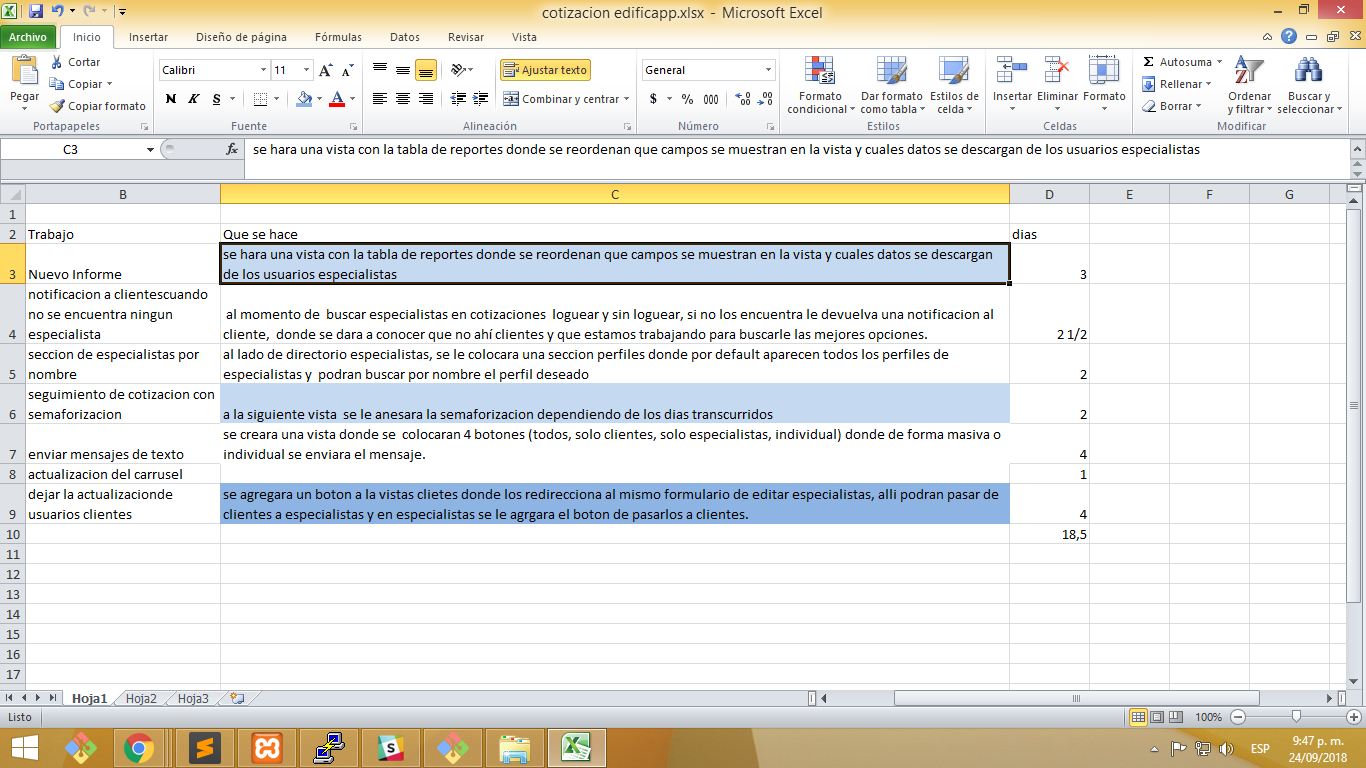 cotizacion edificapp.xlsx - Microsoft Excel
Archivo Inicio Insertar Diseño de página Fórmulas Datos Revisar Vista
Pegar
Cortar
Copiar
Copiar formato
Portapapeles
Calibri 11
N K S
Fuente
Ajustar texto
Combinar y centrar
Alineación
General
$ % 000
Número
Formato condicional
Dar formato como tabla
Estilos de celda
Estilos
Insertar Eliminar Formato
Celdas
Autosuma
Rellenar
Borrar
Ordenar y filtrar
Buscar y seleccionar
Modificar
C3 fx se hara una vista con la tabla de reportes donde se reordenan que campos se muestran en la vista y cuales datos se descargan de los usuarios especialistas
B C D E F G
1
2 Trabajo Que se hace dias
se hara una vista con la tabla de reportes donde se reordenan que campos se muestran en la vista y cuales datos se descargan
3 Nuevo Informe de los usuarios especialistas 3
notificacion a clientescuando
no se encuentra ningun al momento de buscar especialistas en cotizaciones loguear y sin loguear, si no los encuentra le devuelva una notificacion al
4 especialista cliente, donde se dara a conocer que no ahí clientes y que estamos trabajando para buscarle las mejores opciones. 2 1/2
seccion de especialistas por al lado de directorio especialistas, se le colocara una seccion perfiles donde por default aparecen todos los perfiles de
5 nombre especialistas y podran buscar por nombre el perfil deseado 2
seguimiento de cotizacion con
6 semaforizacion a la siguiente vista se le anesara la semaforizacion dependiendo de los dias transcurridos 2
se creara una vista donde se colocaran 4 botones (todos, solo clientes, solo especialistas, individual) donde de forma masiva o
7 enviar mensajes de texto individual se enviara el mensaje. 4
8 actualizacion del carrusel 1
dejar la actualizacionde se agregara un boton a la vistas clietes donde los redirecciona al mismo formulario de editar especialistas, alli podran pasar de
9 usuarios clientes clientes a especialistas y en especialistas se le agrgara el boton de pasarlos a clientes. 4
10 18,5
11
12
13
14
15
16
17
Hoja1 Hoja2 Hoja3
Listo 100%
ESP 9:47 p. m.
24/09/2018